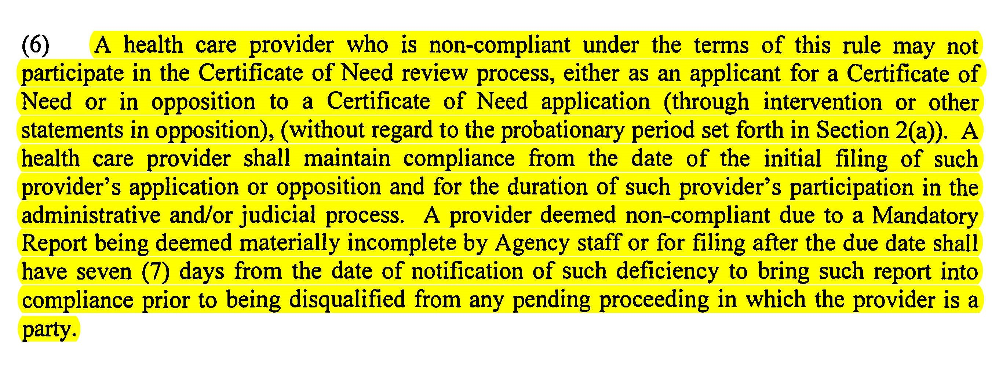 (6) A health care provider who is non-compliant under the terms of this rule may not
participate in the Certificate of Need review process, either as an applicant for a Certificate of
Need or in opposition to a Certificate of Need application (through intervention or other
statements in opposition), (without regard to the probationary period set forth in Section 2(a)). A
health care provider shall maintain compliance from the date of the initial filing of such
provider's application or opposition and for the duration of such provider's participation in the
administrative and/or judicial process. A provider deemed non-compliant due to a Mandatory
Report being deemed materially incomplete by Agency staff or for filing after the due date shall
have seven (7) days from the date of notification of such deficiency to bring such report into
compliance prior to being disqualified from any pending proceeding in which the provider is a
party.